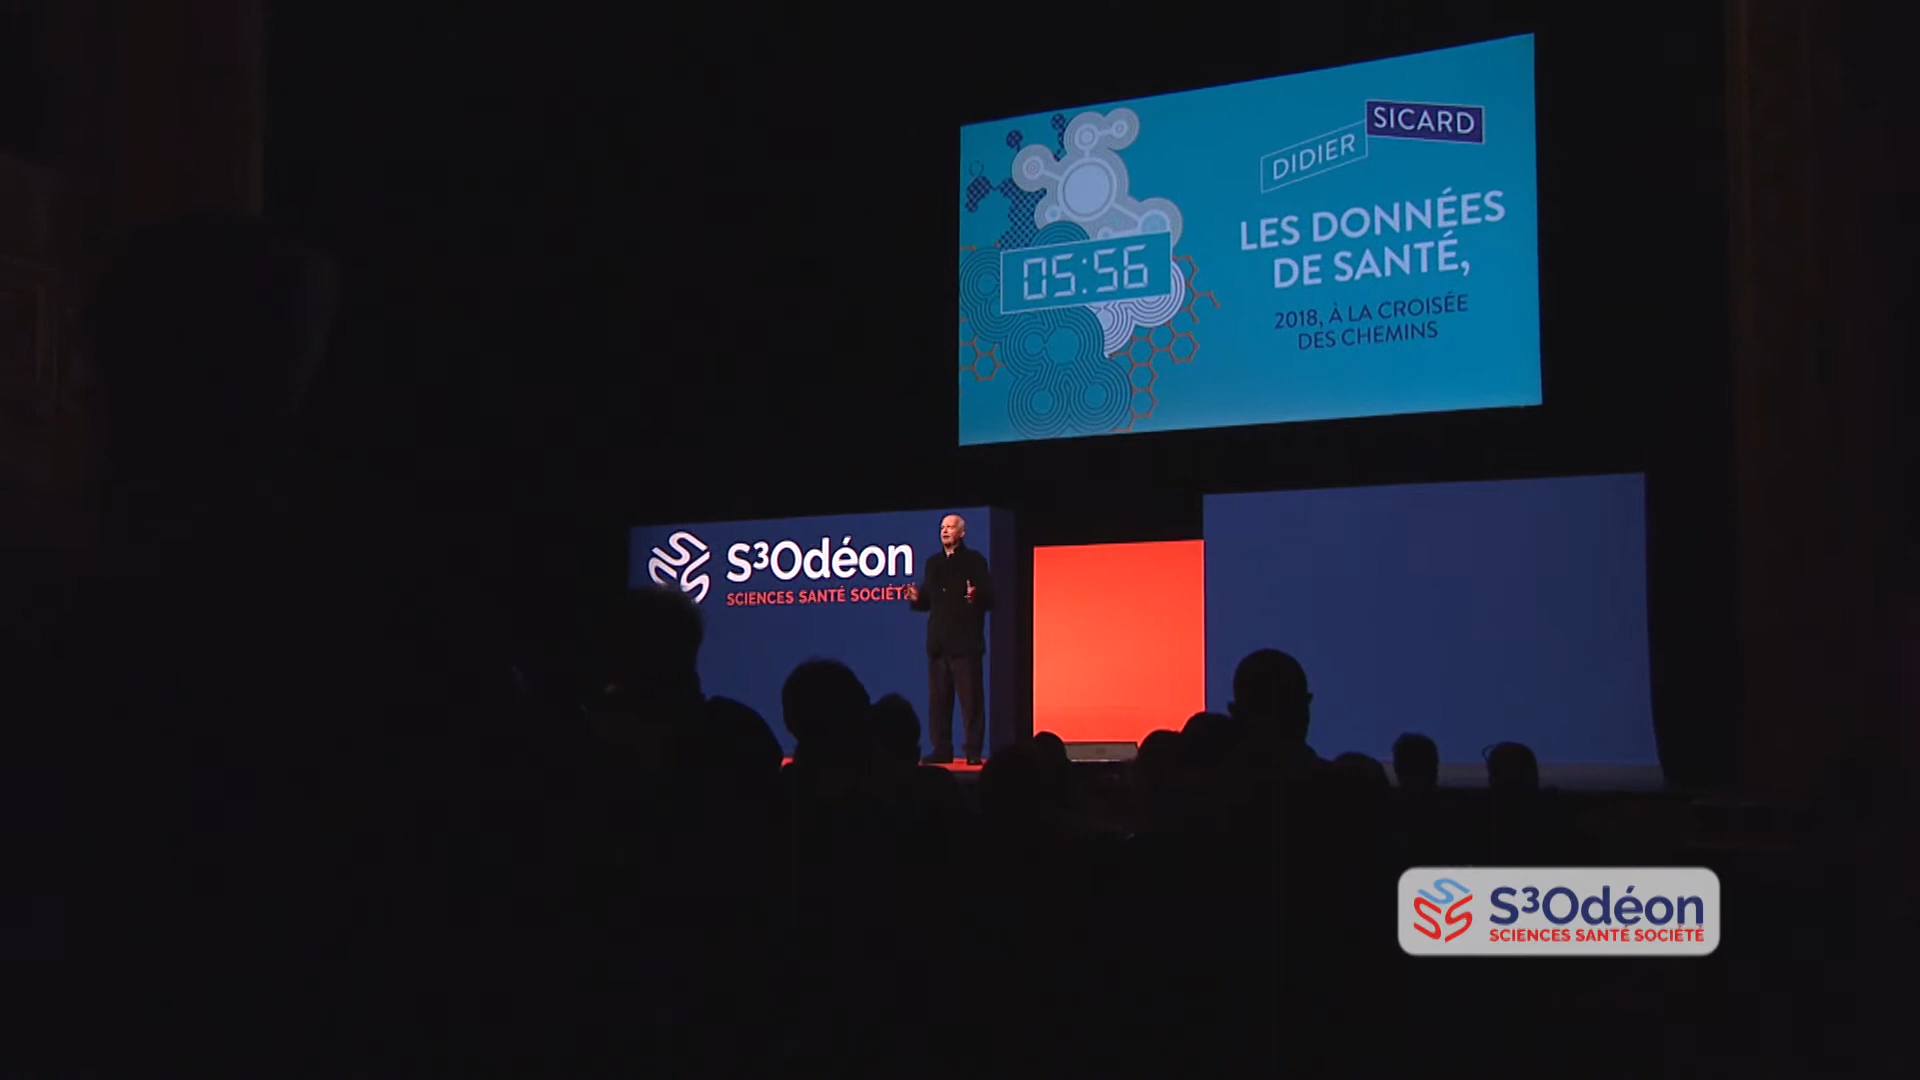 DIDIER SICARD
LES DONNÉES
DE SANTÉ,
2018, À LA CROISÉE
DES CHEMINS
05:56
S³Odéon
SCIENCES SANTÉ SOCIÉTÉ
S³Odéon
SCIENCES SANTÉ SOCIÉTÉ